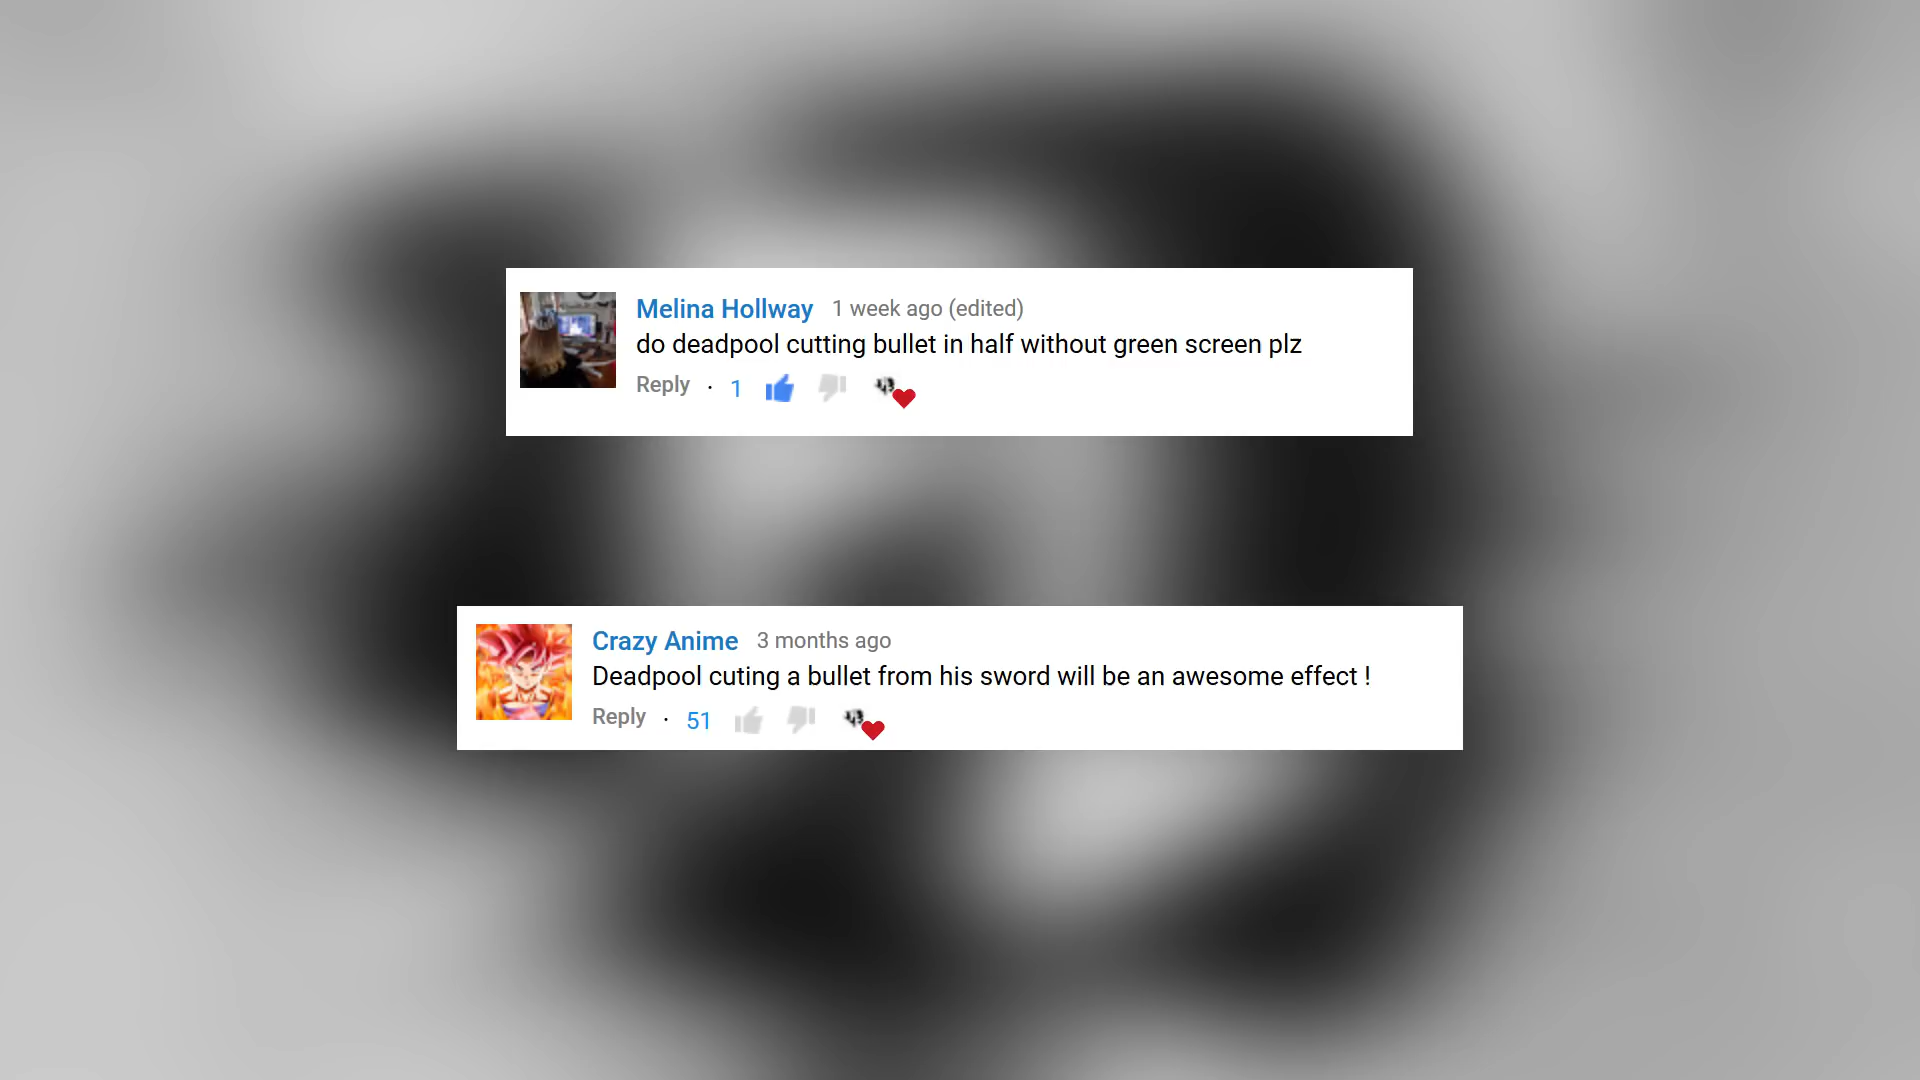 Melina Hollway 1 week ago (edited)
do deadpool cutting bullet in half without green screen plz
Reply · 1
Crazy Anime 3 months ago
Deadpool cuting a bullet from his sword will be an awesome effect !
Reply · 51